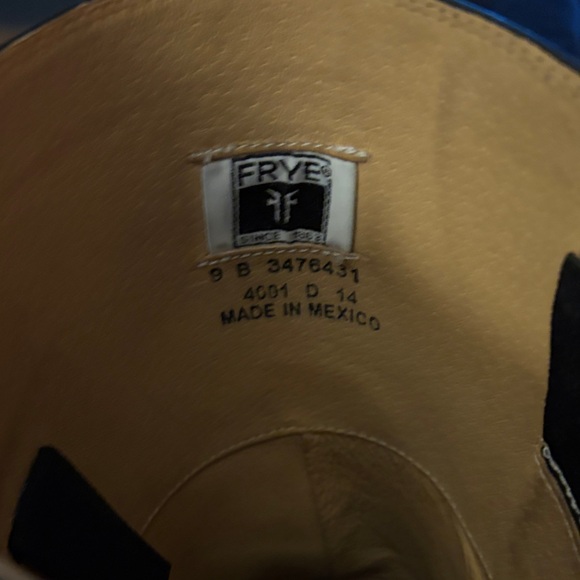 FRYE®
SINCE 1863
9 B 3476431
4001 D 14
MADE IN MEXICO